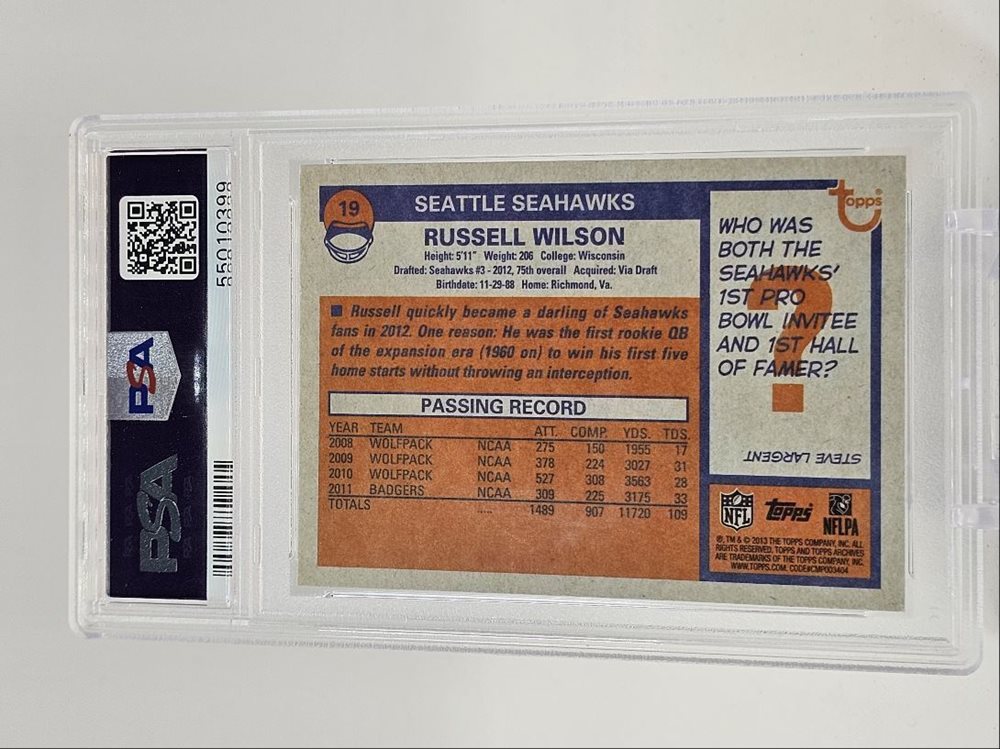 55010399
PSA
PSA
19
SEATTLE SEAHAWKS
RUSSELL WILSON
Height: 5'11" Weight: 206 College: Wisconsin
Drafted: Seahawks #3 - 2012, 75th overall Acquired: Via Draft
Birthdate: 11-29-88 Home: Richmond, Va.
Russell quickly became a darling of Seahawks
fans in 2012. One reason: He was the first rookie QB
of the expansion era (1960 on) to win his first five
home starts without throwing an interception.
PASSING RECORD
YEAR TEAM ATT. COMP. YDS. TDS.
2008 WOLFPACK NCAA 275 150 1955 17
2009 WOLFPACK NCAA 378 224 3027 31
2010 WOLFPACK NCAA 527 308 3563 28
2011 BADGERS NCAA 309 225 3175 33
TOTALS ..... 1489 907 11720 109
topps
WHO WAS
BOTH THE
SEAHAWKS'
1ST PRO
BOWL INVITEE
AND 1ST HALL
OF FAMER?
?
STEVE LARGENT
NFL topps NFLPA
®, TM & © 2013 THE TOPPS COMPANY, INC. ALL
RIGHTS RESERVED. TOPPS AND TOPPS ARCHIVES
ARE TRADEMARKS OF THE TOPPS COMPANY, INC.
WWW.TOPPS.COM. CODE#CMP003404